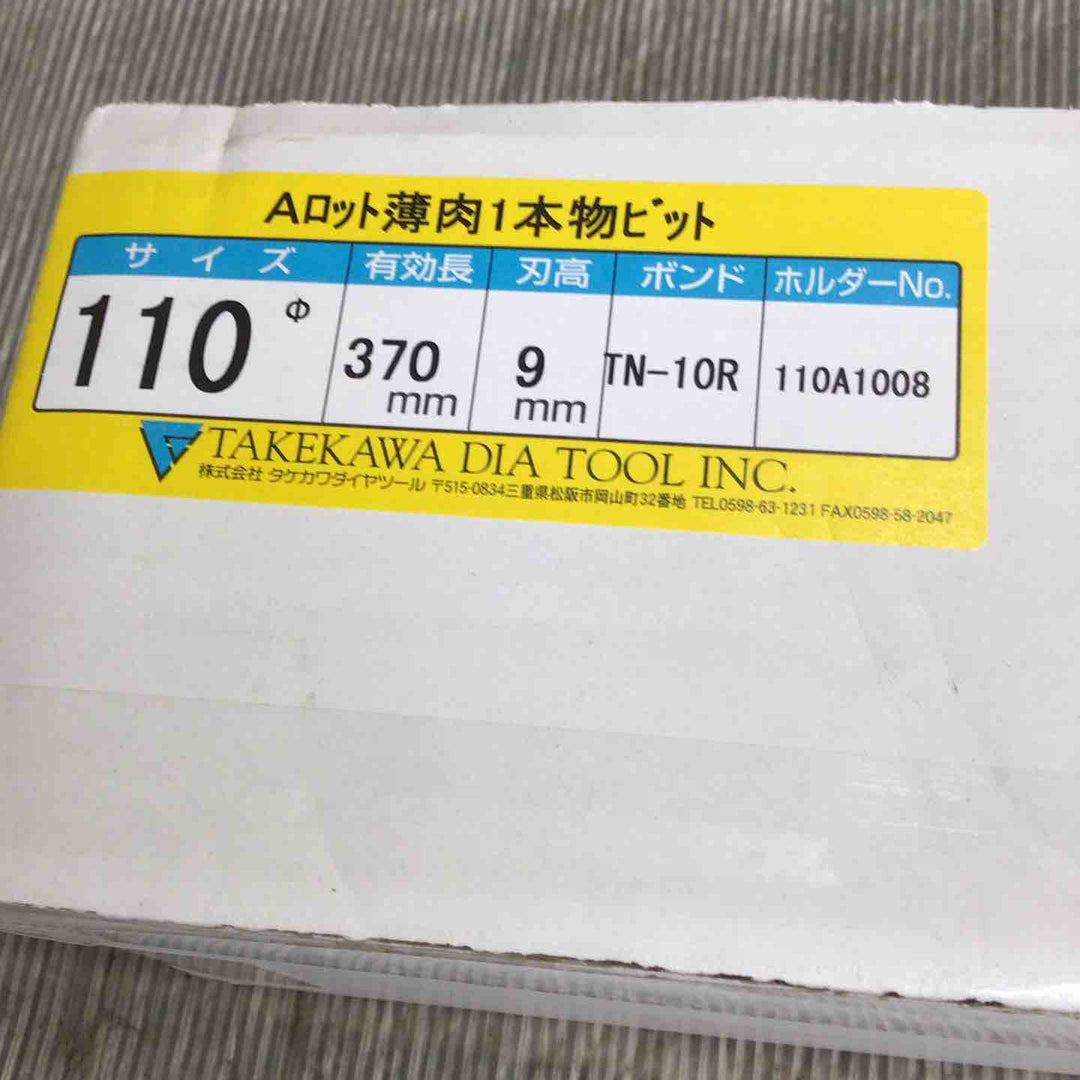 Aロット薄肉1本物ビット
サイズ 有効長 刃高 ボンド ホルダーNo.
110 Φ 370 mm 9 mm TN-10R 110A1008
TAKEKAWA DIA TOOL INC.
株式会社 タケカワダイヤツール 〒515-0834三重県松阪市岡山町32番地 TEL0598-63-1231 FAX0598-58-2047